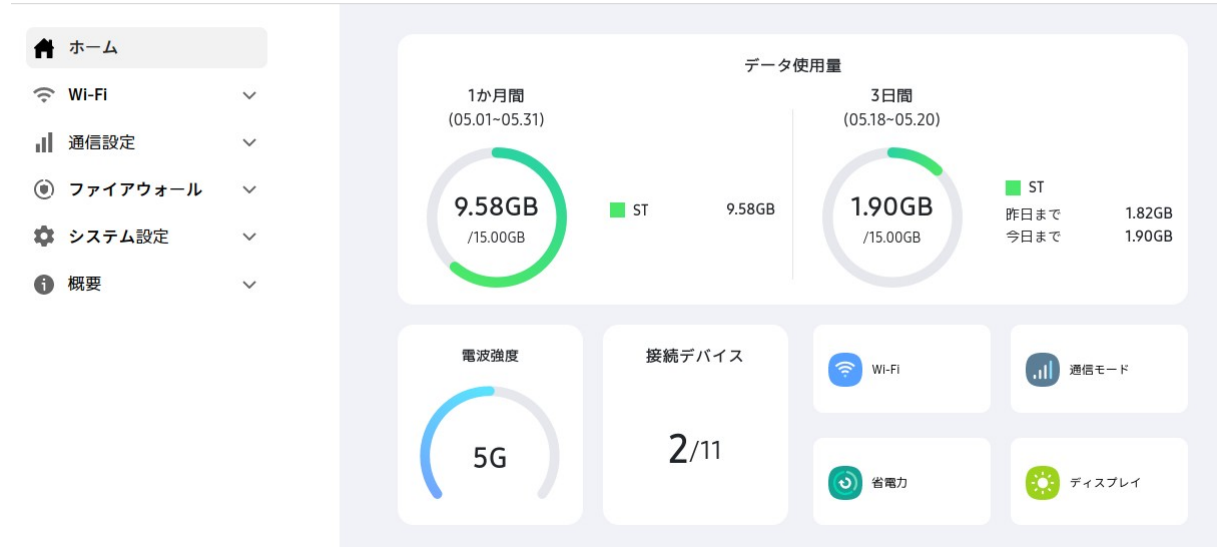 ホーム
Wi-Fi
通信設定
ファイアウォール
システム設定
概要
データ使用量
1か月間
(05.01~05.31)
9.58GB
/15.00GB
ST 9.58GB
3日間
(05.18~05.20)
1.90GB
/15.00GB
ST
昨日まで 1.82GB
今日まで 1.90GB
電波強度
5G
接続デバイス
2/11
Wi-Fi
通信モード
省電力
ディスプレイ